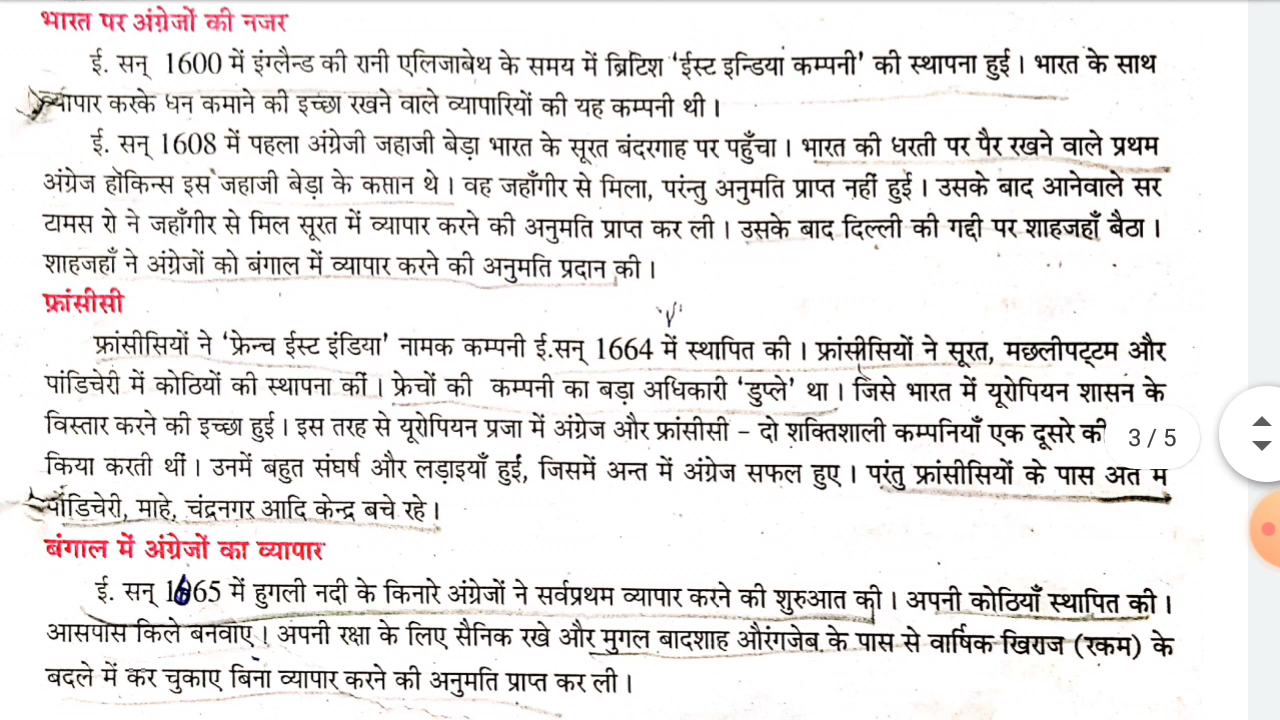 भारत पर अंग्रेजों की नजर
ई. सन् 1600 में इंग्लैन्ड की रानी एलिजाबेथ के समय में ब्रिटिश ‘ईस्ट इन्डिया कम्पनी’ की स्थापना हुई। भारत के साथ
व्यापार करके धन कमाने की इच्छा रखने वाले व्यापारियों की यह कम्पनी थी।
ई. सन् 1608 में पहला अंग्रेजी जहाजी बेड़ा भारत के सूरत बंदरगाह पर पहुँचा। भारत की धरती पर पैर रखने वाले प्रथम
अंग्रेज हॉकिन्स इस जहाजी बेड़ा के कप्तान थे। वह जहाँगीर से मिला, परंतु अनुमति प्राप्त नहीं हुई। उसके बाद आनेवाले सर
टामस रो ने जहाँगीर से मिल सूरत में व्यापार करने की अनुमति प्राप्त कर ली। उसके बाद दिल्ली की गद्दी पर शाहजहाँ बैठा।
शाहजहाँ ने अंग्रेजों को बंगाल में व्यापार करने की अनुमति प्रदान की।
फ्रांसीसी
फ्रांसीसियों ने ‘फ्रेन्च ईस्ट इंडिया’ नामक कम्पनी ई.सन् 1664 में स्थापित की। फ्रांसीसियों ने सूरत, मछलीपट्टम और
पांडिचेरी में कोठियों की स्थापना कीं। फ्रेचों की कम्पनी का बड़ा अधिकारी ‘डुप्ले’ था। जिसे भारत में यूरोपियन शासन के
विस्तार करने की इच्छा हुई। इस तरह से यूरोपियन प्रजा में अंग्रेज और फ्रांसीसी – दो शक्तिशाली कम्पनियाँ एक दूसरे की
3 / 5
किया करती थीं। उनमें बहुत संघर्ष और लड़ाइयाँ हुईं, जिसमें अन्त में अंग्रेज सफल हुए। परंतु फ्रांसीसियों के पास अंत में
पांडिचेरी, माहे, चंद्रनगर आदि केन्द्र बचे रहे।
बंगाल में अंग्रेजों का व्यापार
ई. सन् 1665 में हुगली नदी के किनारे अंग्रेजों ने सर्वप्रथम व्यापार करने की शुरुआत की। अपनी कोठियाँ स्थापित की।
आसपास किले बनवाए। अपनी रक्षा के लिए सैनिक रखे और मुगल बादशाह औरंगजेब के पास से वार्षिक खिराज (रकम) के
बदले में कर चुकाए बिना व्यापार करने की अनुमति प्राप्त कर ली।